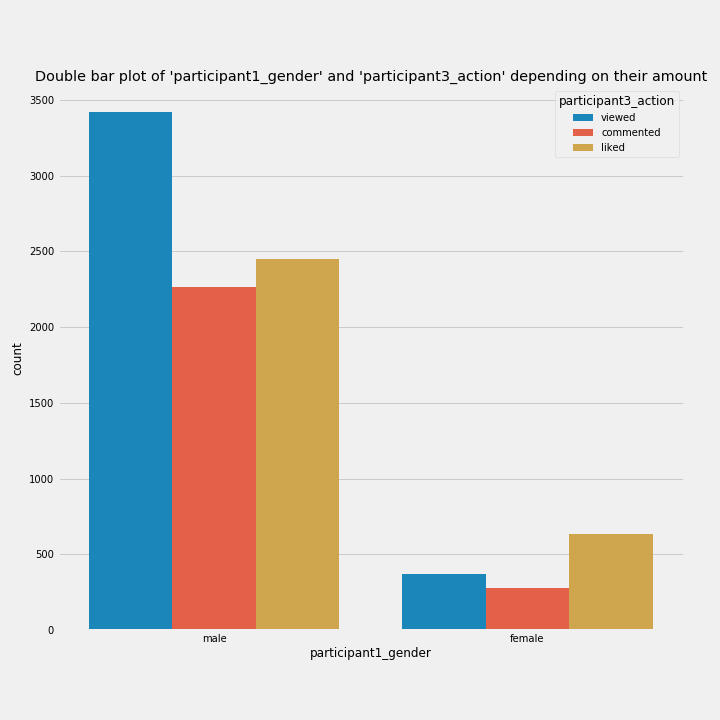 Double bar plot of 'participant1_gender' and 'participant3_action' depending on their amount
participant3_action
viewed
commented
liked
3500
3000
2500
2000
1500
1000
500
0
count
male
female
participant1_gender